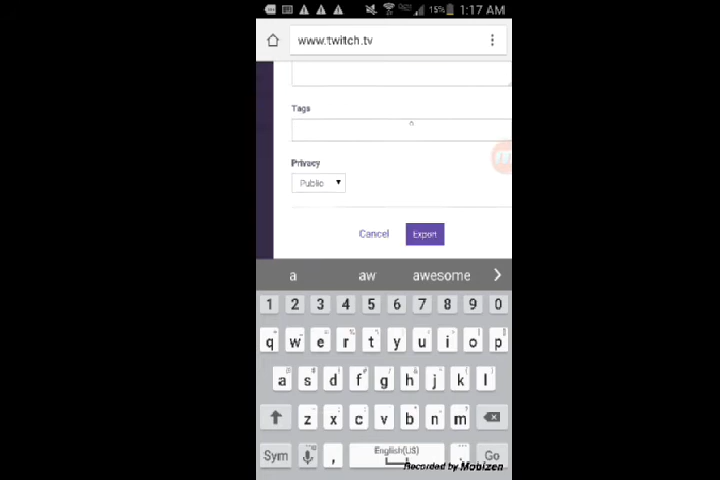 15% 1:17 AM
www.twitch.tv
Tags
Privacy
Public
Cancel Export
a aw awesome
1 2 3 4 5 6 7 8 9 0
q w e r t y u i o p
a s d f g h j k l
z x c v b n m
Sym , English(US) . Go
Recorded by Mobizen